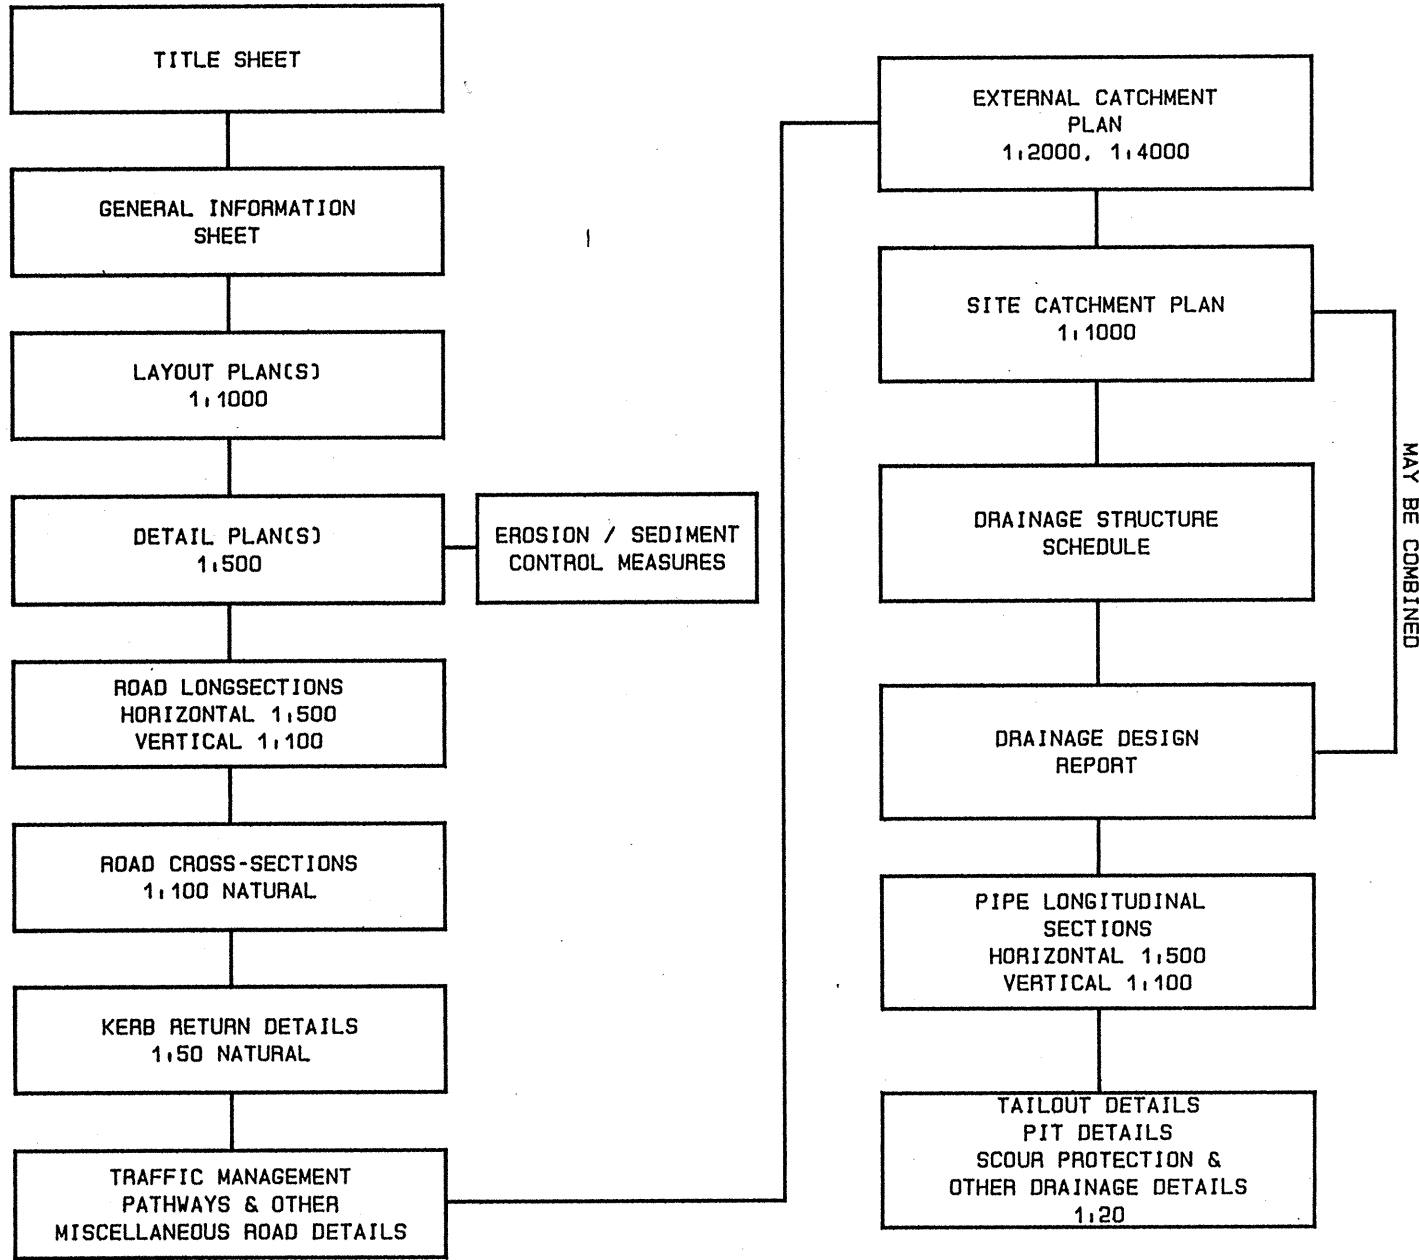 TITLE SHEET
GENERAL INFORMATION
SHEET
LAYOUT PLAN(S)
1:1000
DETAIL PLAN(S)
1:500
EROSION / SEDIMENT
CONTROL MEASURES
ROAD LONGSECTIONS
HORIZONTAL 1:500
VERTICAL 1:100
ROAD CROSS-SECTIONS
1:100 NATURAL
KERB RETURN DETAILS
1:50 NATURAL
TRAFFIC MANAGEMENT
PATHWAYS & OTHER
MISCELLANEOUS ROAD DETAILS
EXTERNAL CATCHMENT
PLAN
1:2000, 1:4000
SITE CATCHMENT PLAN
1:1000
DRAINAGE STRUCTURE
SCHEDULE
DRAINAGE DESIGN
REPORT
MAY BE COMBINED
PIPE LONGITUDINAL
SECTIONS
HORIZONTAL 1:500
VERTICAL 1:100
TAILOUT DETAILS
PIT DETAILS
SCOUR PROTECTION &
OTHER DRAINAGE DETAILS
1:20